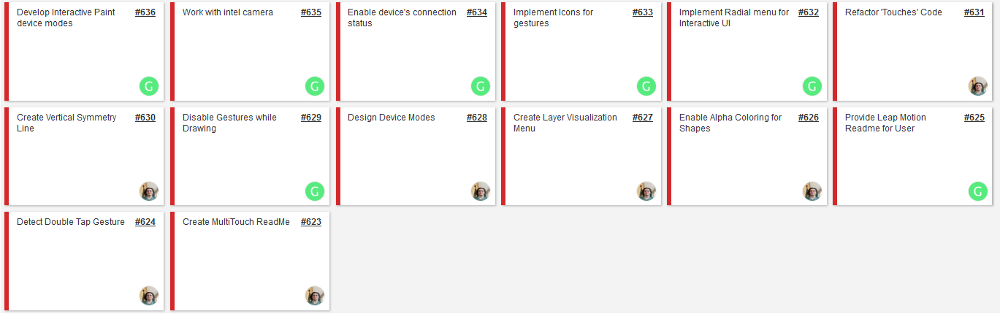 Develop Interactive Paint #636
device modes
G
Work with intel camera #635
G
Enable device's connection #634
status
G
Implement Icons for #633
gestures
G
Implement Radial menu for #632
Interactive UI
G
Refactor 'Touches' Code #631
Create Vertical Symmetry #630
Line
Disable Gestures while #629
Drawing
G
Design Device Modes #628
Create Layer Visualization #627
Menu
Enable Alpha Coloring for #626
Shapes
Provide Leap Motion #625
Readme for User
G
Detect Double Tap Gesture #624
Create MultiTouch ReadMe #623